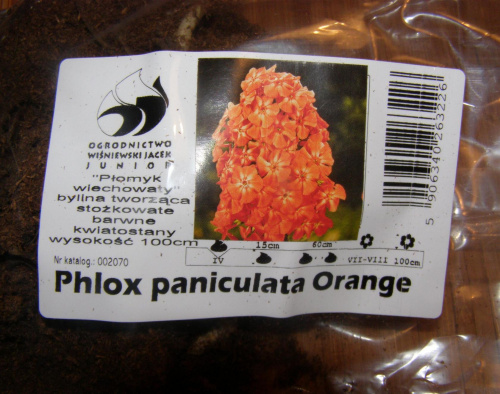 OGRODNICTWO
WIŚNIEWSKI JACEK
JUNIOR
"Płomyk
wiechowaty"
bylina tworząca
stożkowate
barwne
kwiatostany
wysokość 100cm
IV 15cm 60cm VII-VIII 100cm
Nr katalog.: 002070
Phlox paniculata Orange
5 906340 263226